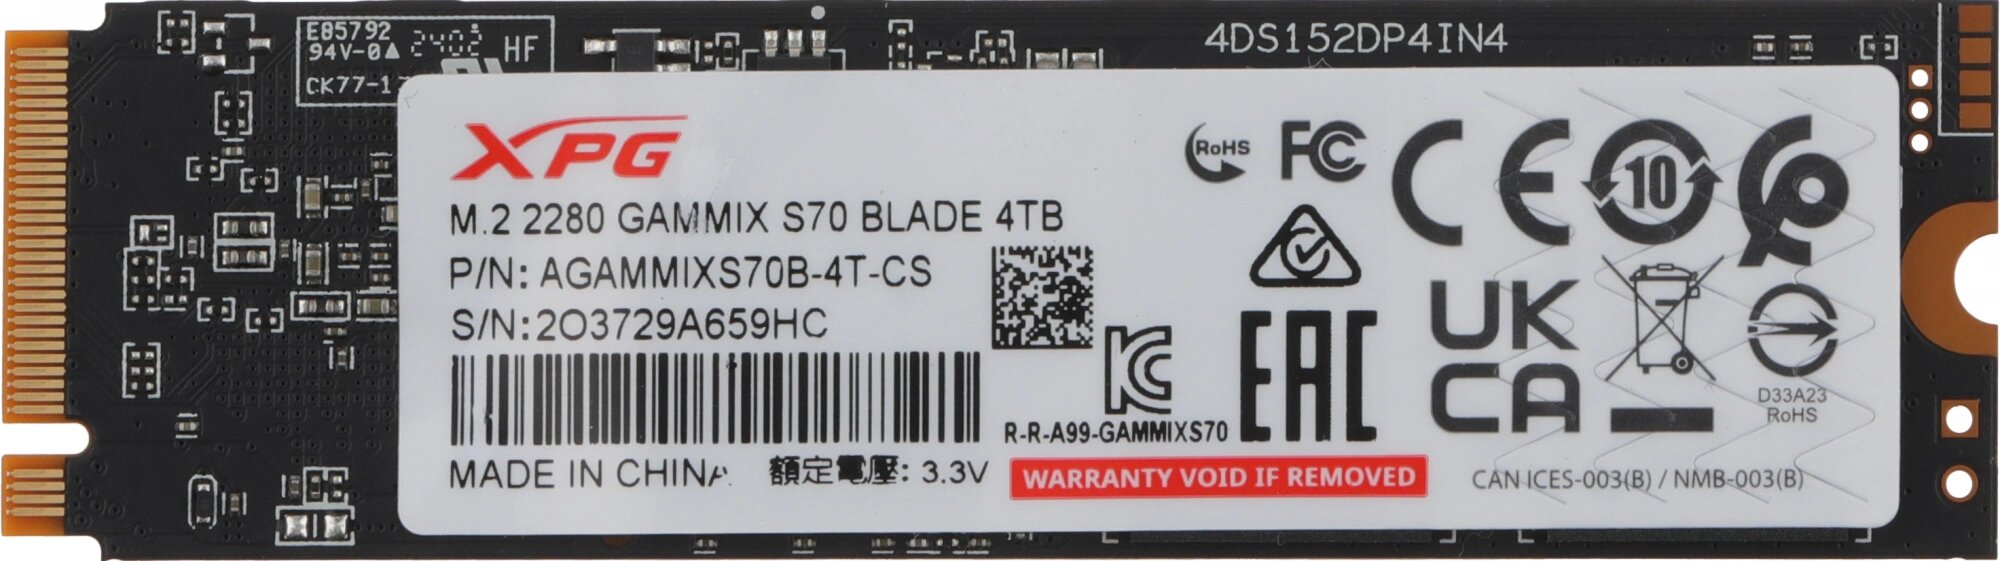 E85792
94V-0 2402 HF
CK77-1
4DS152DP4IN4
XPG
RoHS
FC CE 10
M.2 2280 GAMMIX S70 BLADE 4TB
P/N: AGAMMIXS70B-4T-CS
S/N:2O3729A659HC
EAC
UK
CA
D33A23
RoHS
KC
R-R-A99-GAMMIXS70
MADE IN CHINA 額定電壓: 3.3V
WARRANTY VOID IF REMOVED
CAN ICES-003(B) / NMB-003(B)